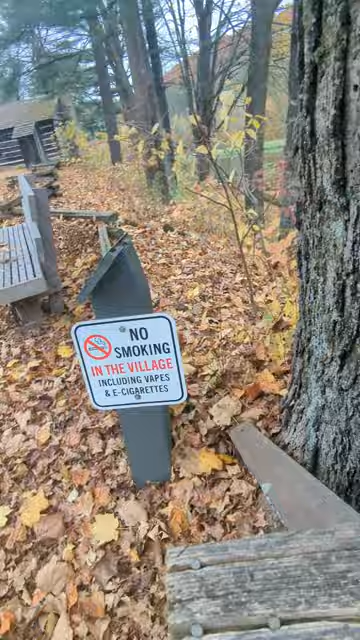 NO
SMOKING
IN THE VILLAGE
INCLUDING VAPES
& E-CIGARETTES